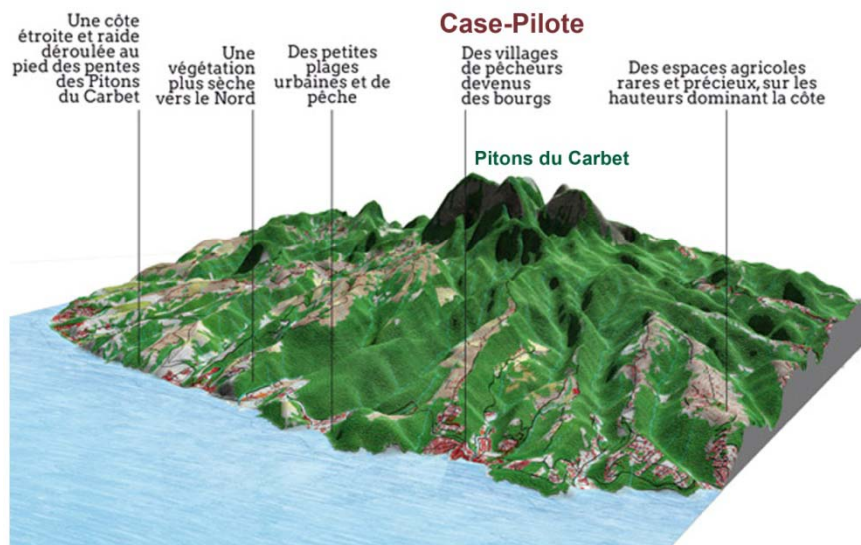 Case-Pilote
Une côte
étroite et raide
déroulée au
pied des pentes
des Pitons
du Carbet
Une
végétation
plus sèche
vers le Nord
Des petites
plages
urbaines et de
pêche
Des villages
de pêcheurs
devenus
des bourgs
Des espaces agricoles
rares et précieux, sur les
hauteurs dominant la côte
Pitons du Carbet